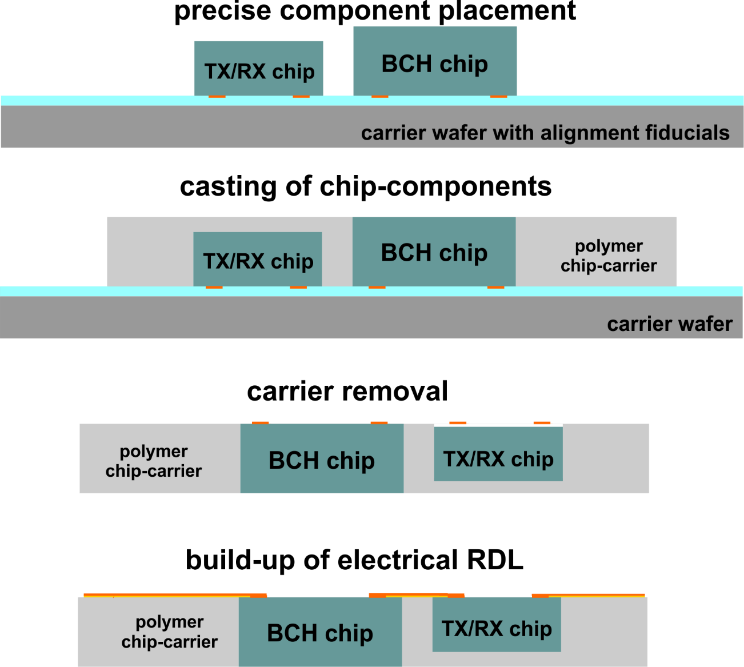 precise component placement
TX/RX chip
BCH chip
carrier wafer with alignment fiducials
casting of chip-components
TX/RX chip
BCH chip
polymer
chip-carrier
carrier wafer
carrier removal
polymer
chip-carrier
BCH chip
TX/RX chip
build-up of electrical RDL
polymer
chip-carrier
BCH chip
TX/RX chip